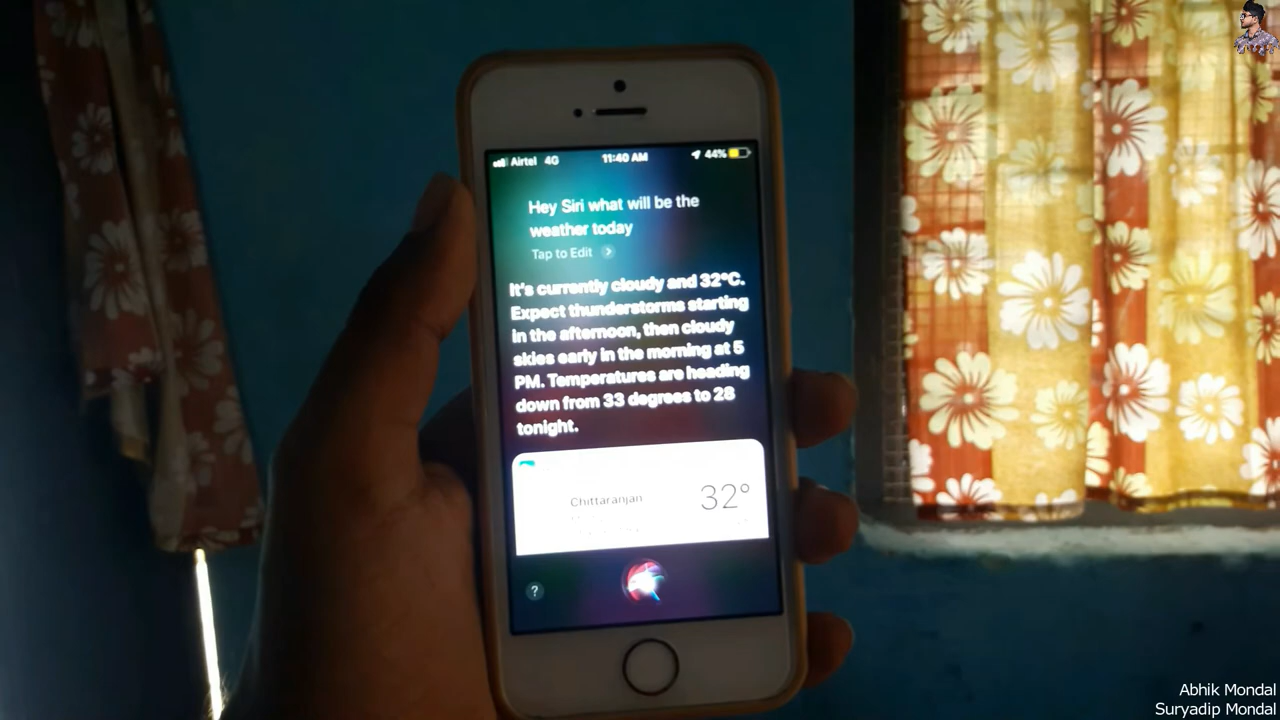 Airtel 4G 11:40 AM 44%
Hey Siri what will be the
weather today
Tap to Edit
It's currently cloudy and 32°C.
Expect thunderstorms starting
in the afternoon, then cloudy
skies early in the morning at 5
PM. Temperatures are heading
down from 33 degrees to 28
tonight.
Chittaranjan 32°
?
Abhik Mondal
Suryadip Mondal